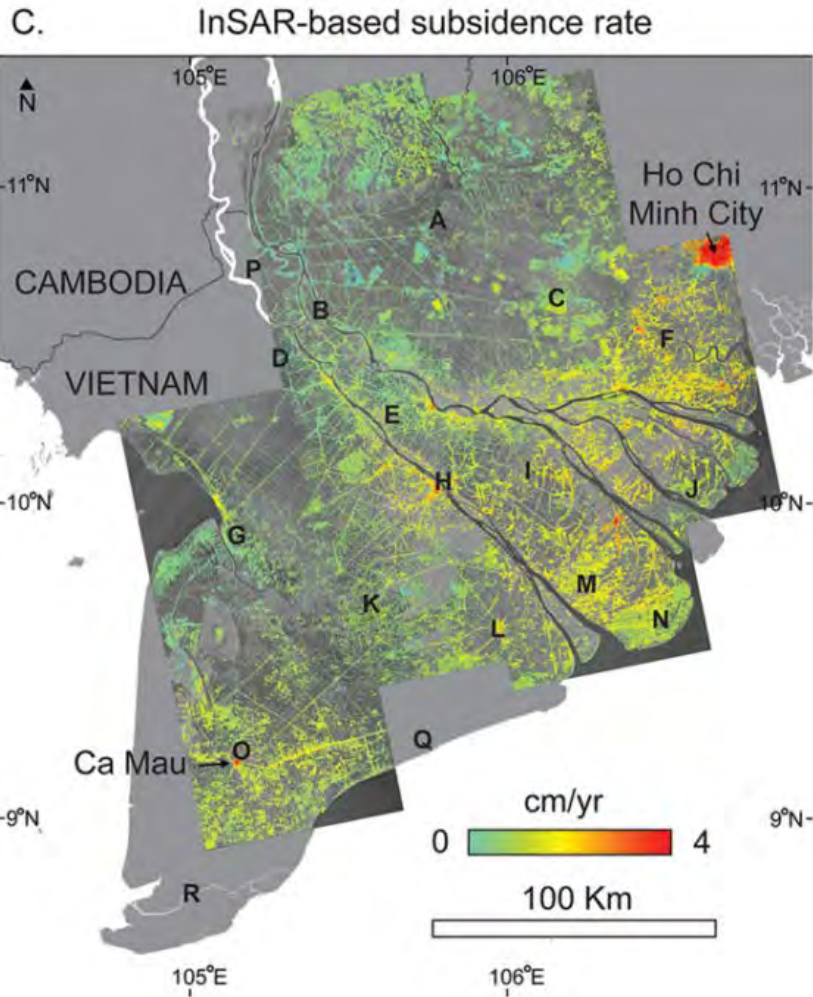 C. InSAR-based subsidence rate
105°E 106°E
N
11°N 11°N
Ho Chi
Minh City
A
CAMBODIA
P
C
B
F
D
VIETNAM
E
H I
J
10°N 10°N
G
M
K
N
L
Q
O
Ca Mau
cm/yr
9°N 9°N
0 4
100 Km
R
105°E 106°E